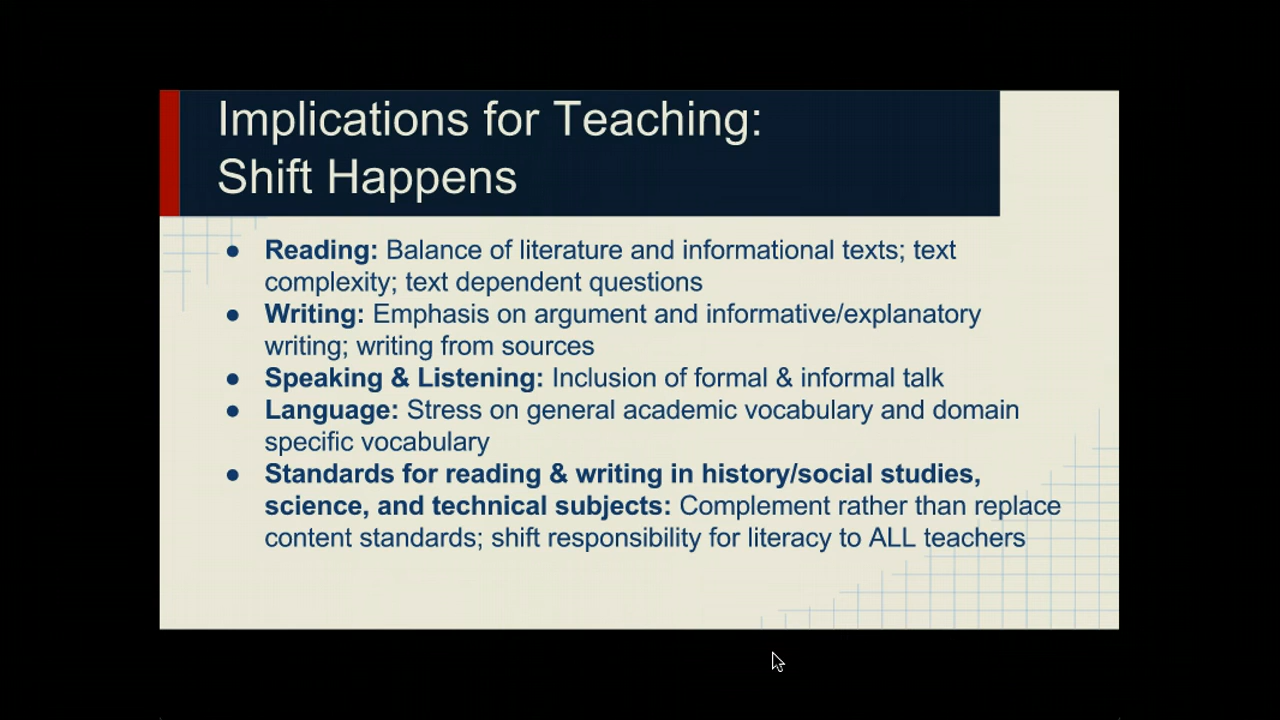 Implications for Teaching:
Shift Happens
● Reading: Balance of literature and informational texts; text
complexity; text dependent questions
● Writing: Emphasis on argument and informative/explanatory
writing; writing from sources
● Speaking & Listening: Inclusion of formal & informal talk
● Language: Stress on general academic vocabulary and domain
specific vocabulary
● Standards for reading & writing in history/social studies,
science, and technical subjects: Complement rather than replace
content standards; shift responsibility for literacy to ALL teachers